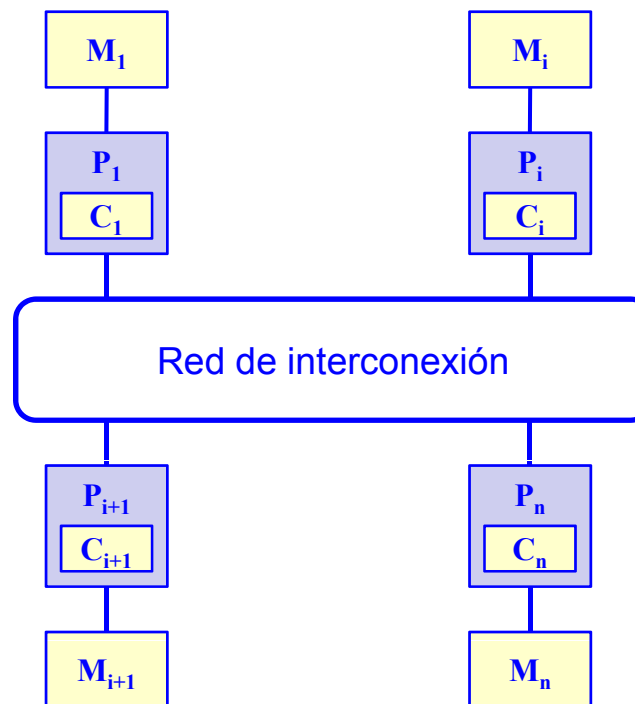 M₁
Mᵢ
P₁
Pᵢ
C₁
Cᵢ
Red de interconexión
Pᵢ₊₁
Pₙ
Cᵢ₊₁
Cₙ
Mᵢ₊₁
Mₙ